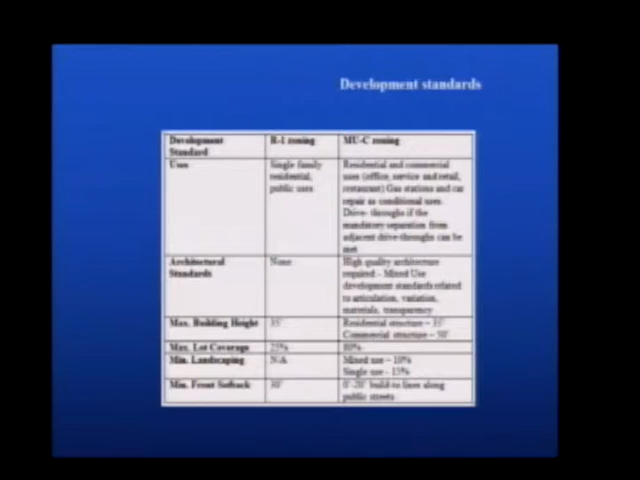 Development standards
Development Standard
R-1 zoning
MU-C zoning
Uses
Single family
residential,
public uses
Residential and commercial
uses (office, service and retail,
restaurant) Gas stations and car
repair as conditional uses.
Drive- throughs if the
mandatory separation from
adjacent drive-throughs can be
met
Architectural
Standards
None
High quality architecture
required - Mixed Use
development standards related
to articulation, variation,
materials, transparency
Max. Building Height
35'
Residential structure – 35'
Commercial structure – 50'
Max. Lot Coverage
25%
80%
Min. Landscaping
N/A
Mixed use – 10%
Single use - 15%
Min. Front Setback
30'
0'-20' build-to lines along
public streets